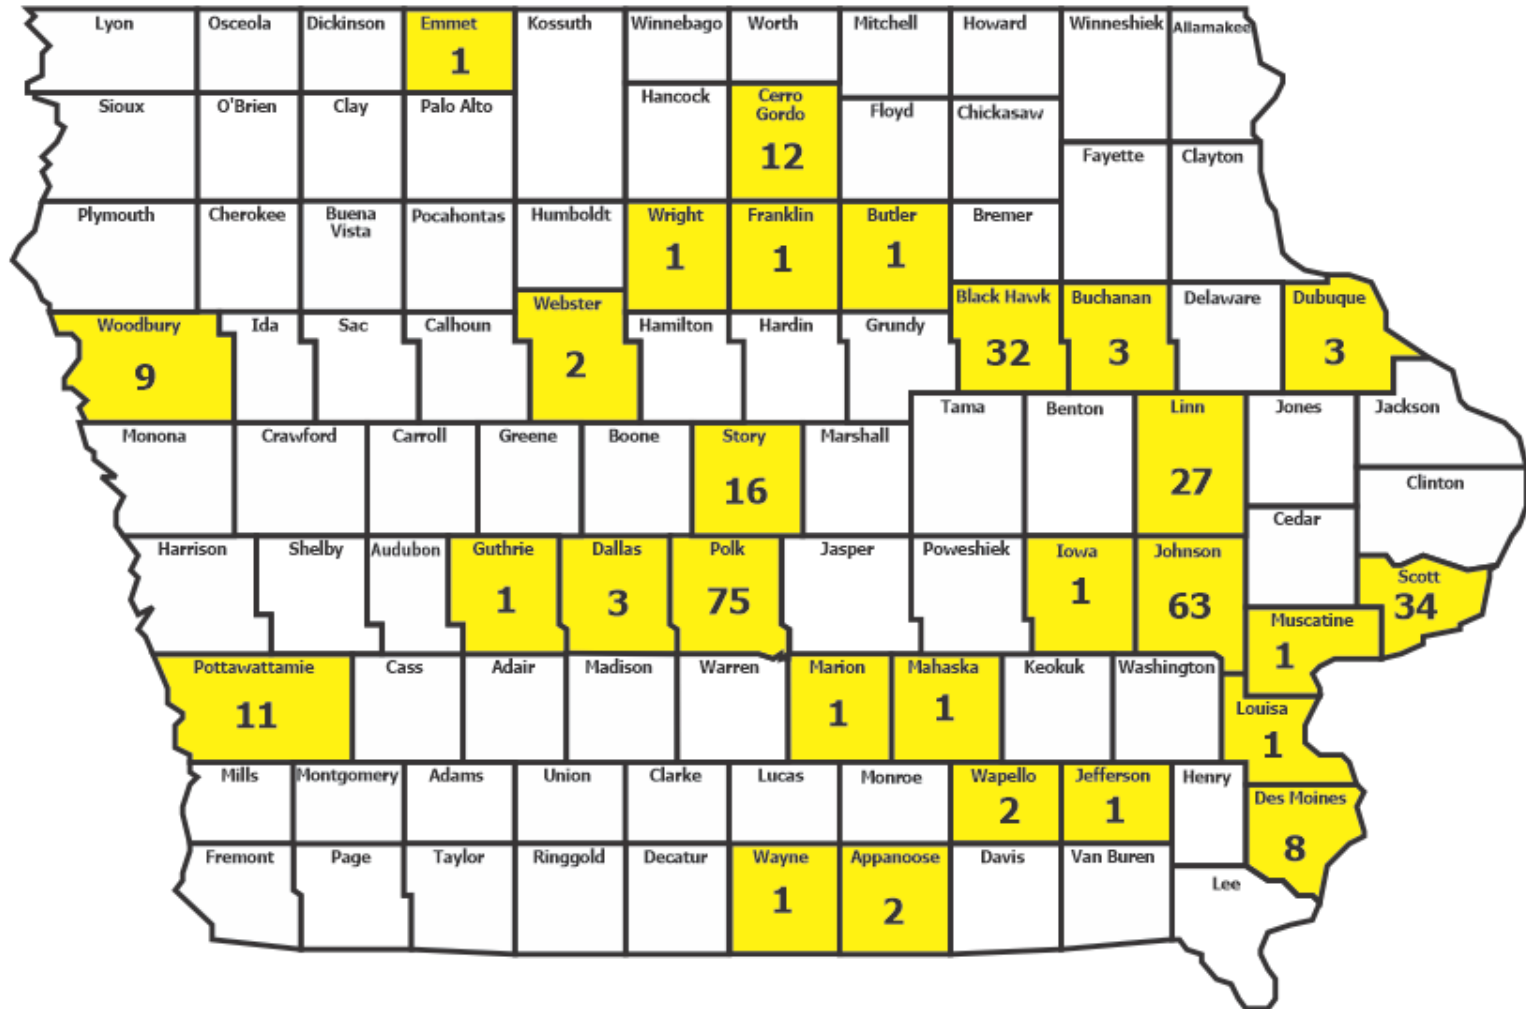 Lyon
Osceola
Dickinson
Emmet
1
Kossuth
Winnebago
Worth
Mitchell
Howard
Winneshiek
Allamakee
Sioux
O'Brien
Clay
Palo Alto
Hancock
Cerro
Gordo
12
Floyd
Chickasaw
Fayette
Clayton
Plymouth
Cherokee
Buena
Vista
Pocahontas
Humboldt
Wright
1
Franklin
1
Butler
1
Bremer
Woodbury
9
Ida
Sac
Calhoun
Webster
2
Hamilton
Hardin
Grundy
Black Hawk
32
Buchanan
3
Delaware
Dubuque
3
Monona
Crawford
Carroll
Greene
Boone
Story
16
Marshall
Tama
Benton
Linn
27
Jones
Jackson
Clinton
Cedar
Harrison
Shelby
Audubon
Guthrie
1
Dallas
3
Polk
75
Jasper
Poweshiek
Iowa
1
Johnson
63
Scott
34
Muscatine
1
Pottawattamie
11
Cass
Adair
Madison
Warren
Marion
1
Mahaska
1
Keokuk
Washington
Louisa
1
Mills
Montgomery
Adams
Union
Clarke
Lucas
Monroe
Wapello
2
Jefferson
1
Henry
Des Moines
8
Fremont
Page
Taylor
Ringgold
Decatur
Wayne
1
Appanoose
2
Davis
Van Buren
Lee